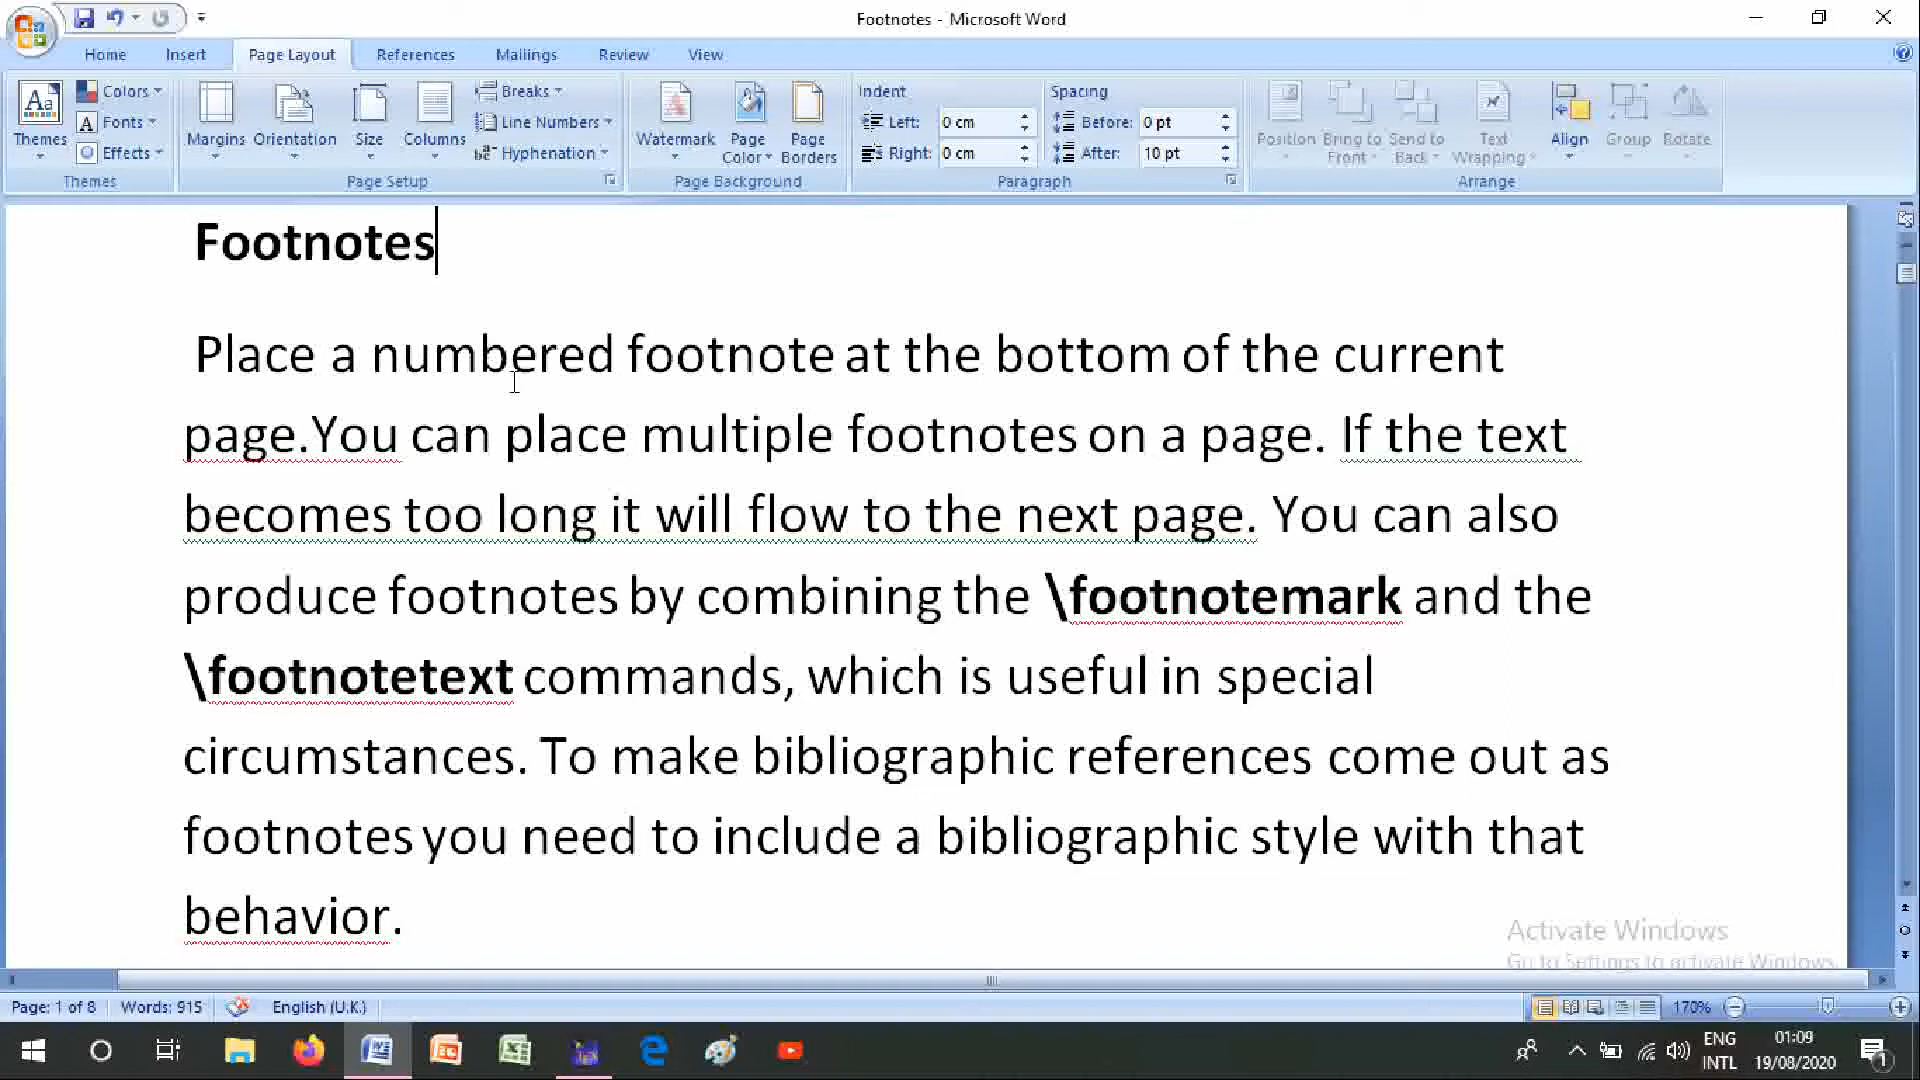 Footnotes - Microsoft Word
Home Insert Page Layout References Mailings Review View
Themes
Colors
Fonts
Effects
Themes
Margins Orientation Size Columns
Breaks
Line Numbers
Hyphenation
Page Setup
Watermark Page Color Page Borders
Page Background
Indent
Left: 0 cm
Right: 0 cm
Spacing
Before: 0 pt
After: 10 pt
Paragraph
Position Bring to Front Send to Back Text Wrapping Align Group Rotate
Arrange
Footnotes
Place a numbered footnote at the bottom of the current
page.You can place multiple footnotes on a page. If the text
becomes too long it will flow to the next page. You can also
produce footnotes by combining the \footnotemark and the
\footnotetext commands, which is useful in special
circumstances. To make bibliographic references come out as
footnotes you need to include a bibliographic style with that
behavior.
Activate Windows
Go to Settings to activate Windows.
Page: 1 of 8 Words: 915 English (U.K.) 170%
ENG 01:09
INTL 19/08/2020 1